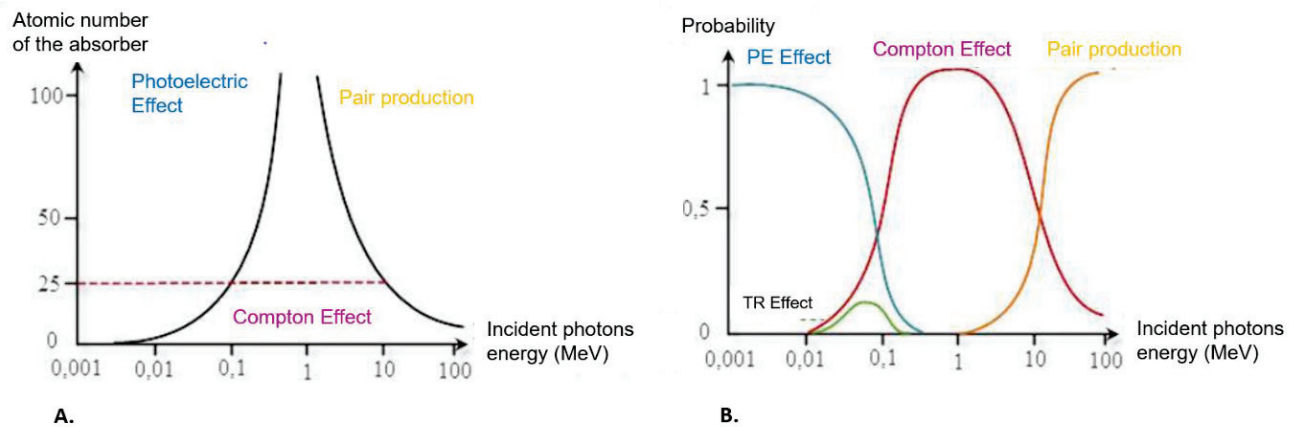 Atomic number
of the absorber
Photoelectric
Effect
Pair production
100
50
25
Compton Effect
0
Incident photons
energy (MeV)
0,001 0,01 0,1 1 10 100
A.
Probability
PE Effect
Compton Effect
Pair production
1
0,5
TR Effect
0
Incident photons
energy (MeV)
0,001 0,01 0,1 1 10 100
B.